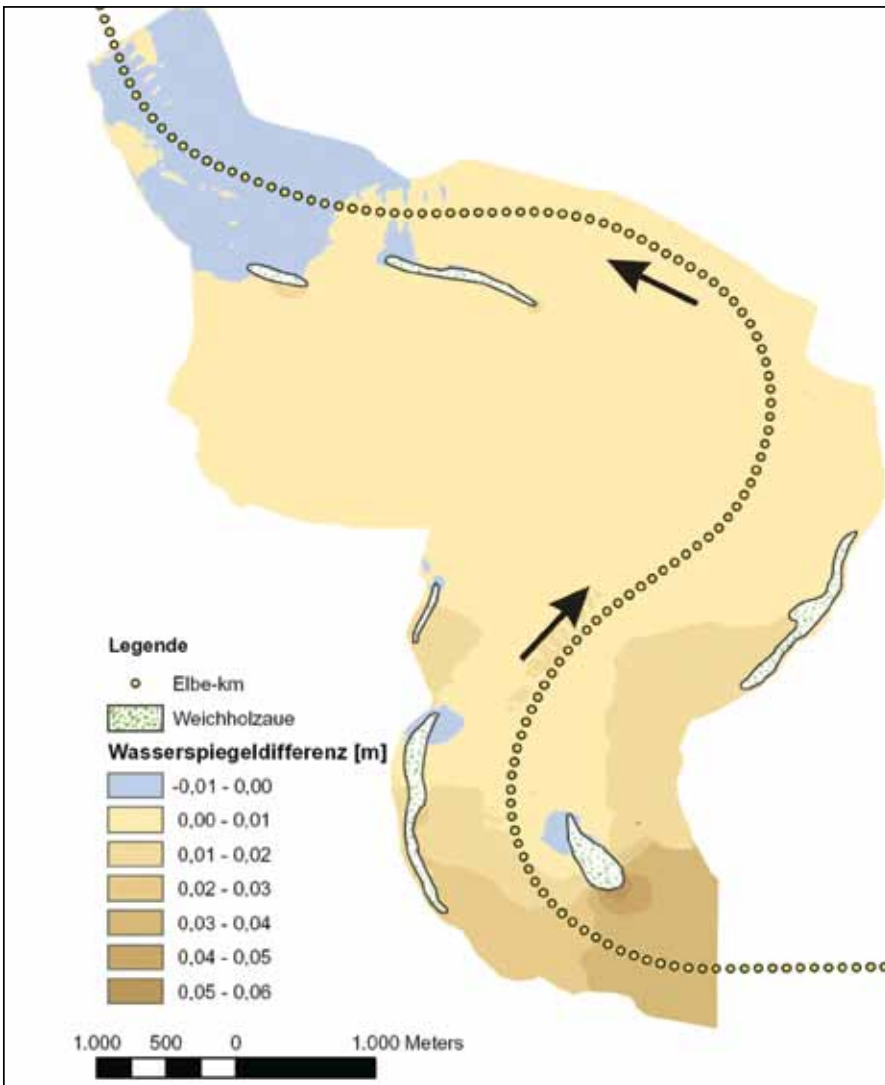 Legende
Elbe-km
Weichholzaue
Wasserspiegeldifferenz [m]
-0,01 - 0,00
0,00 - 0,01
0,01 - 0,02
0,02 - 0,03
0,03 - 0,04
0,04 - 0,05
0,05 - 0,06
1.000 500 0 1.000 Meters